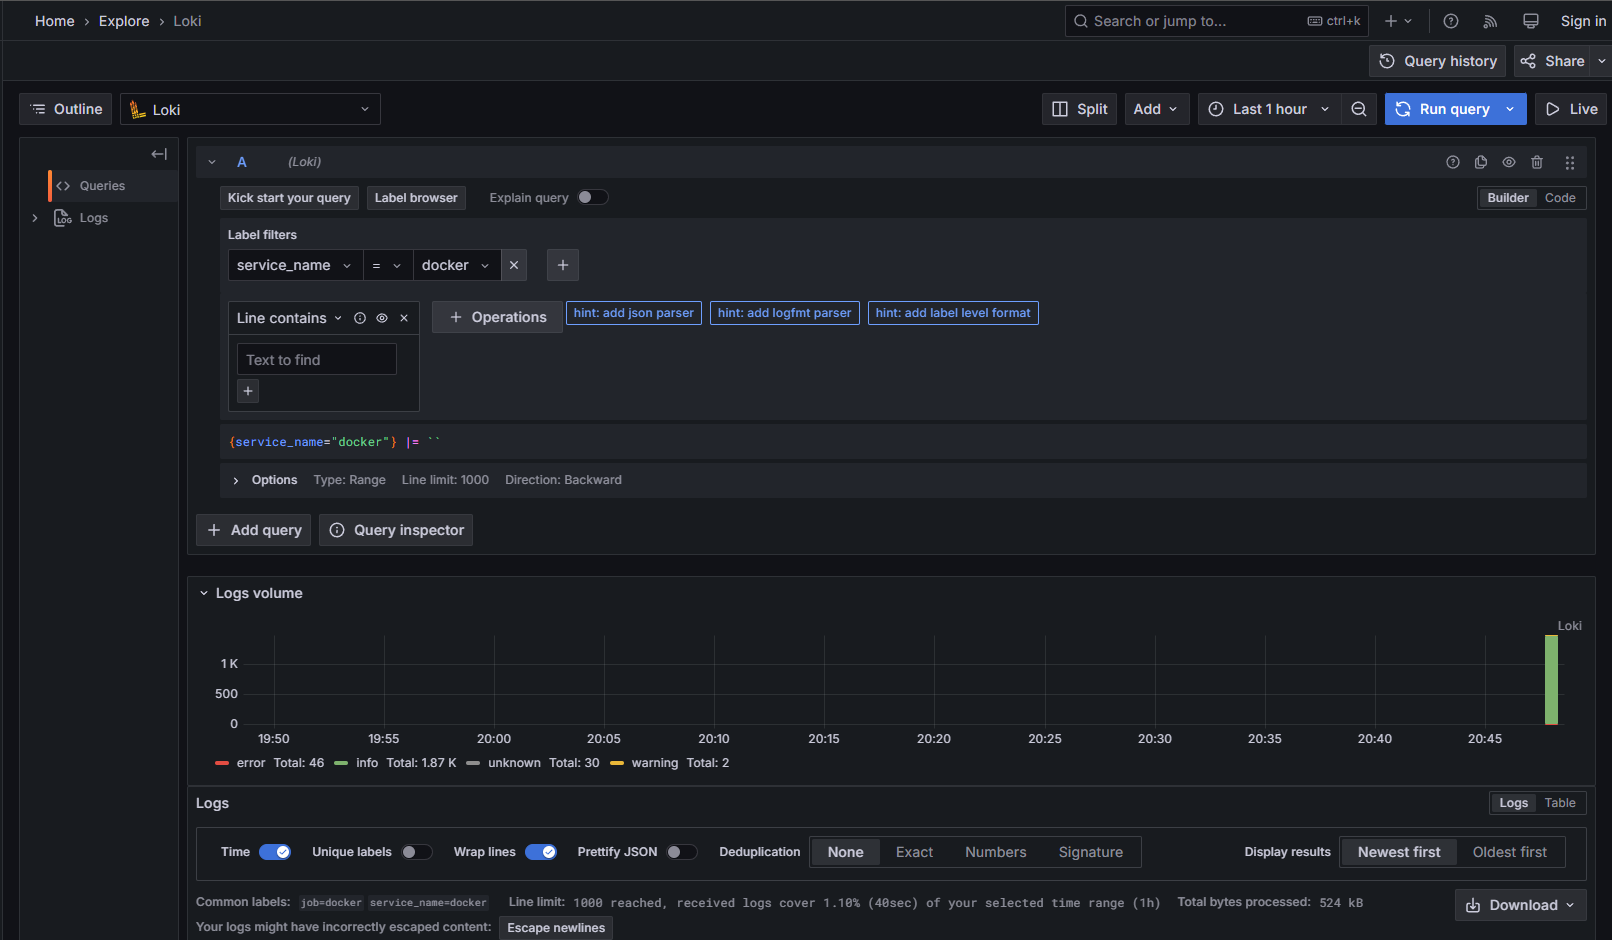 Home › Explore › Loki
Search or jump to... ctrl+k
Sign in
Query history
Share
Outline
Loki
Split
Add
Last 1 hour
Run query
Live
Queries
Logs
A (Loki)
Kick start your query
Label browser
Explain query
Builder
Code
Label filters
service_name
=
docker
Line contains
Operations
hint: add json parser
hint: add logfmt parser
hint: add label level format
Text to find
{service_name="docker"} |= ``
Options Type: Range Line limit: 1000 Direction: Backward
Add query
Query inspector
Logs volume
Loki
1 K
500
0
19:50 19:55 20:00 20:05 20:10 20:15 20:20 20:25 20:30 20:35 20:40 20:45
error Total: 46 info Total: 1.87 K unknown Total: 30 warning Total: 2
Logs
Logs
Table
Time
Unique labels
Wrap lines
Prettify JSON
Deduplication
None
Exact
Numbers
Signature
Display results
Newest first
Oldest first
Common labels: job=docker service_name=docker Line limit: 1000 reached, received logs cover 1.10% (40sec) of your selected time range (1h) Total bytes processed: 524 kB
Download
Your logs might have incorrectly escaped content: Escape newlines